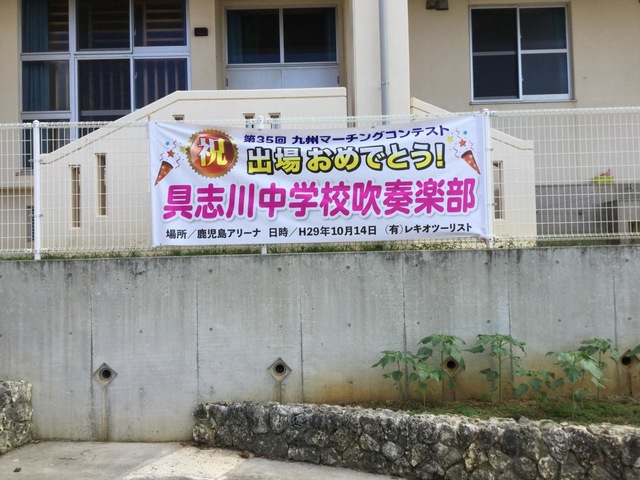 祝
第35回 九州マーチングコンテスト
出場おめでとう!
具志川中学校吹奏楽部
場所／鹿児島アリーナ 日時／H29年10月14日 (有)レキオツーリスト